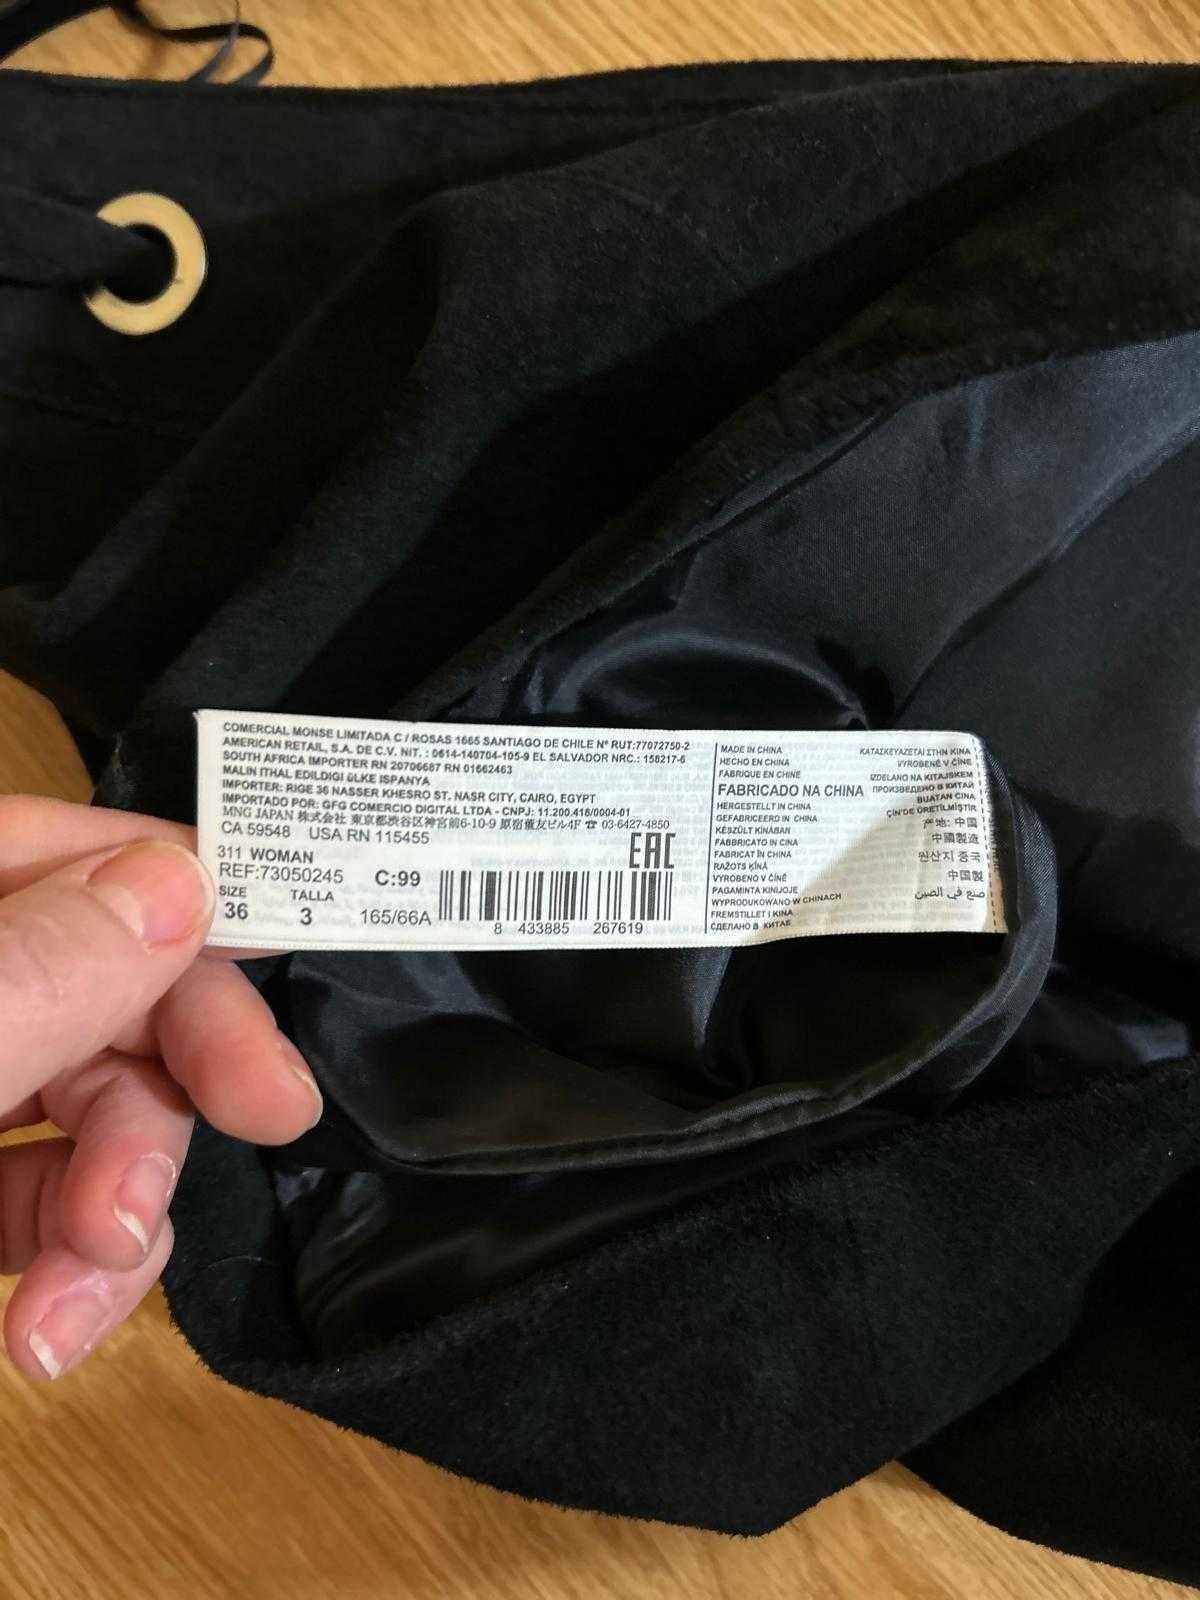 COMERCIAL MONSE LIMITADA C / ROSAS 1665 SANTIAGO DE CHILE Nº RUT:77072750-2
AMERICAN RETAIL, S.A. DE C.V. NIT. : 0614-140704-105-9 EL SALVADOR NRC.: 158217-6
SOUTH AFRICA IMPORTER RN 20706687 RN 01662463
MALIN ITHAL EDILDIGI ÜLKE ISPANYA
IMPORTER: RIGE 36 NASSER KHESRO ST. NASR CITY, CAIRO, EGYPT
IMPORTADO POR: GFG COMERCIO DIGITAL LTDA - CNPJ: 11.200.418/0004-01
MNG JAPAN 株式会社 東京都渋谷区神宮前6-10-9 原宿董友ビル4F ☎ 03-6427-4850
CA 59548 USA RN 115455
EAC
311 WOMAN
REF:73050245 C:99
SIZE TALLA
36 3 165/66A
8 433885 267619
MADE IN CHINA
HECHO EN CHINA
FABRIQUE EN CHINE
FABRICADO NA CHINA
HERGESTELLT IN CHINA
GEFABRICEERD IN CHINA
KÉSZÜLT KÍNÁBAN
FABBRICATO IN CINA
FABRICAT ÎN CHINA
RAŽOTS ĶĪNĀ
VYROBENO V ČÍNĚ
PAGAMINTA KINIJOJE
WYPRODUKOWANO W CHINACH
FREMSTILLET I KINA
СДЕЛАНО В КИТАЕ
ΚΑΤΑΣΚΕΥΑΖΕΤΑΙ ΣΤΗΝ ΚΙΝΑ
VYROBENÉ V ČÍNE
IZDELANO NA KITAJSKEM
ПРОИЗВЕДЕНО В КИТАЙ
BUATAN CINA
ÇİN'DE ÜRETİLMİŞTİR
产地: 中国
中國製造
원산지 중국
中国製
صنع في الصين